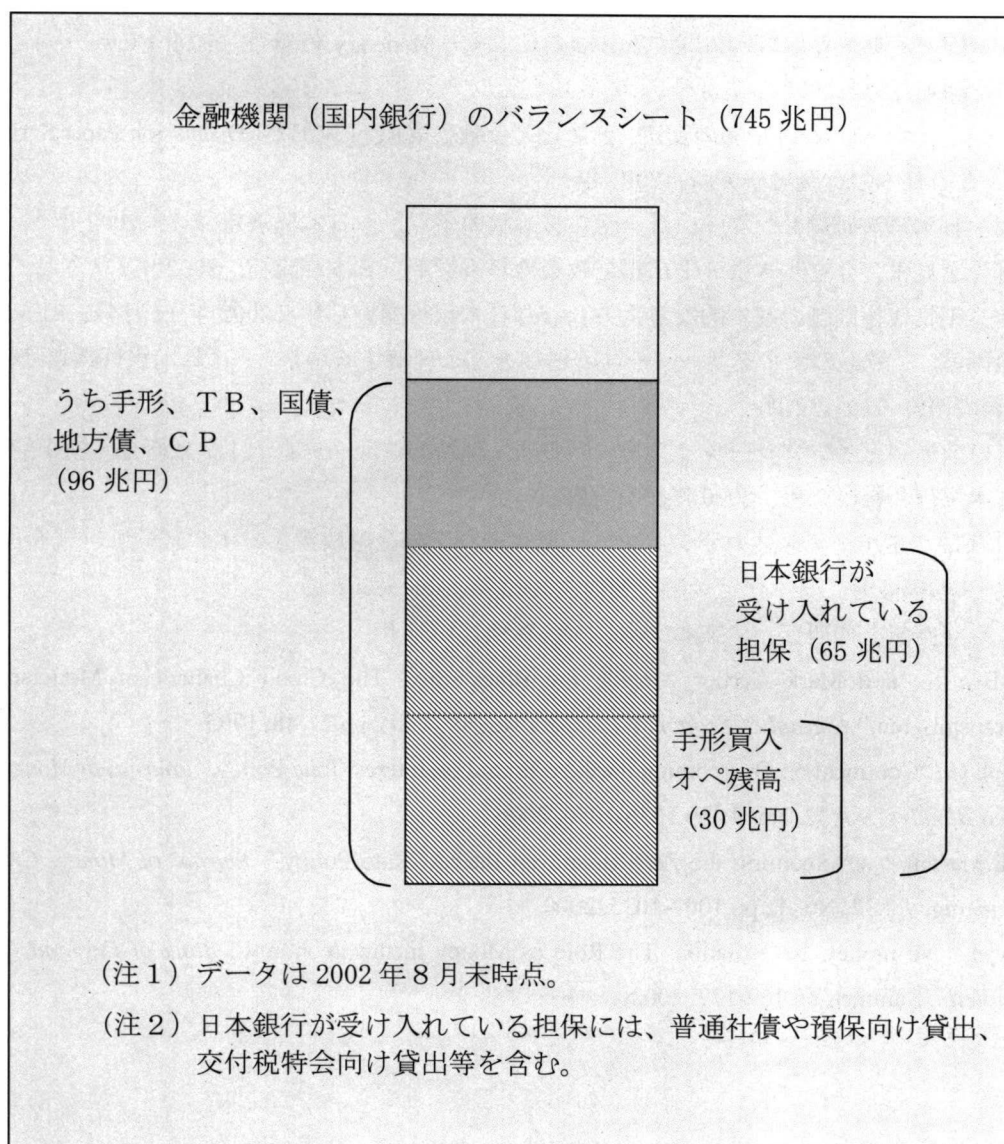 金融機関（国内銀行）のバランスシート（745 兆円）
うち手形、ＴＢ、国債、
地方債、ＣＰ
(96 兆円)
日本銀行が
受け入れている
担保（65 兆円）
手形買入
オペ残高
（30 兆円）
（注１）データは 2002 年８月末時点。
（注２）日本銀行が受け入れている担保には、普通社債や預保向け貸出、
交付税特会向け貸出等を含む。